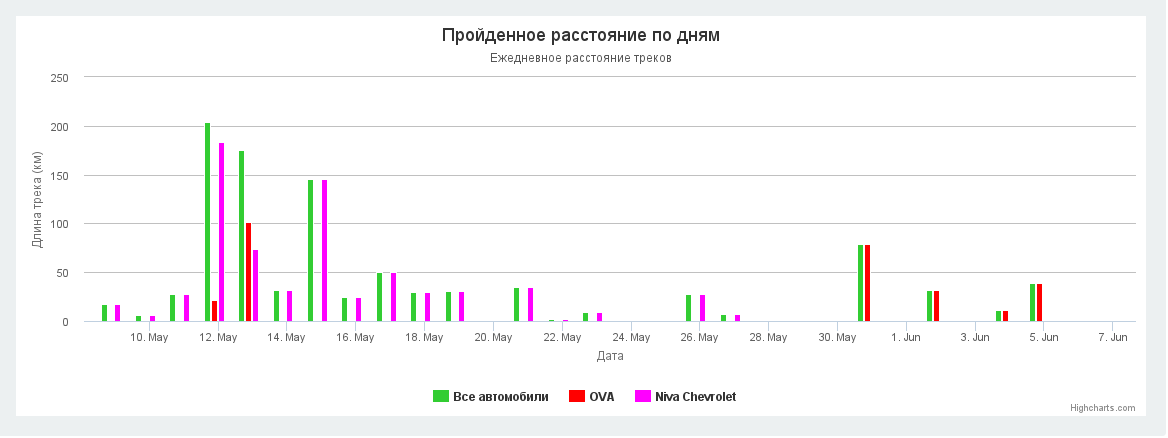 Пройденное расстояние по дням
Ежедневное расстояние треков
Длина трека (км)
250
200
150
100
50
0
10. May 12. May 14. May 16. May 18. May 20. May 22. May 24. May 26. May 28. May 30. May 1. Jun 3. Jun 5. Jun 7. Jun
Дата
Все автомобили OVA Niva Chevrolet
Highcharts.com